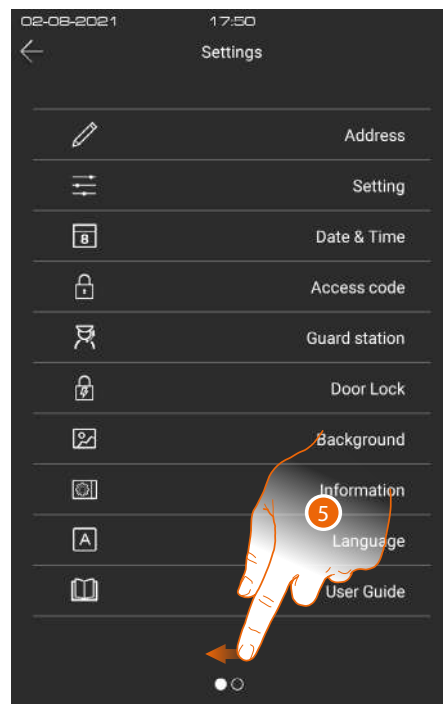 02-08-2021 17:50
Settings
Address
Setting
8 Date & Time
Access code
Guard station
Door Lock
Background
Information
5
A Language
User Guide